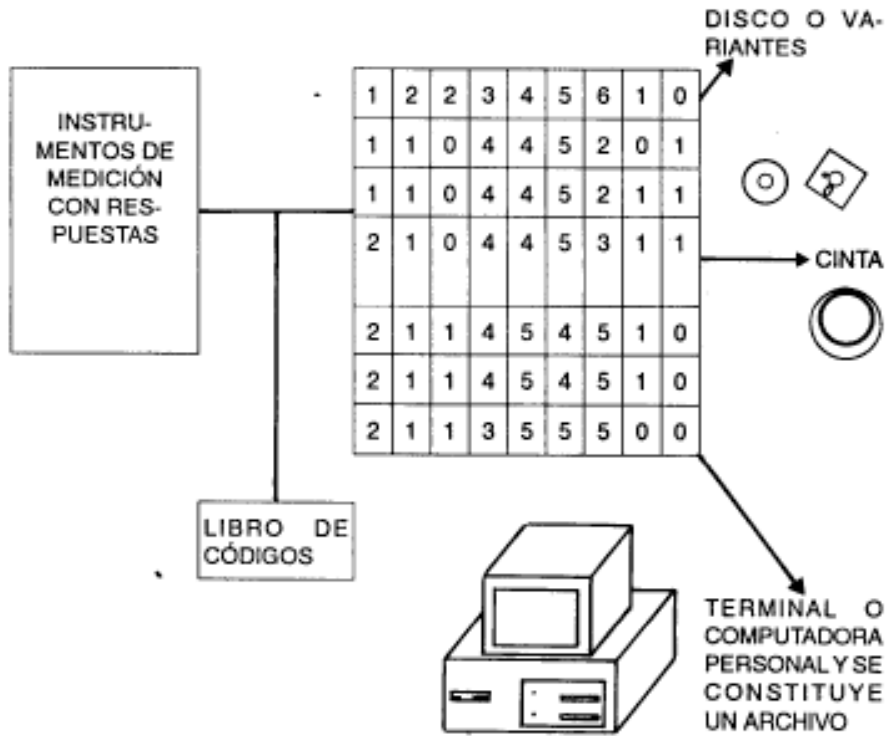 DISCO O VA-
RIANTES
INSTRU-
MENTOS DE
MEDICIÓN
CON RES-
PUESTAS
1 2 2 3 4 5 6 1 0
1 1 0 4 4 5 2 0 1
1 1 0 4 4 5 2 1 1
2 1 0 4 4 5 3 1 1
2 1 1 4 5 4 5 1 0
2 1 1 4 5 4 5 1 0
2 1 1 3 5 5 5 0 0
CINTA
LIBRO DE
CÓDIGOS
TERMINAL O
COMPUTADORA
PERSONAL Y SE
CONSTITUYE
UN ARCHIVO